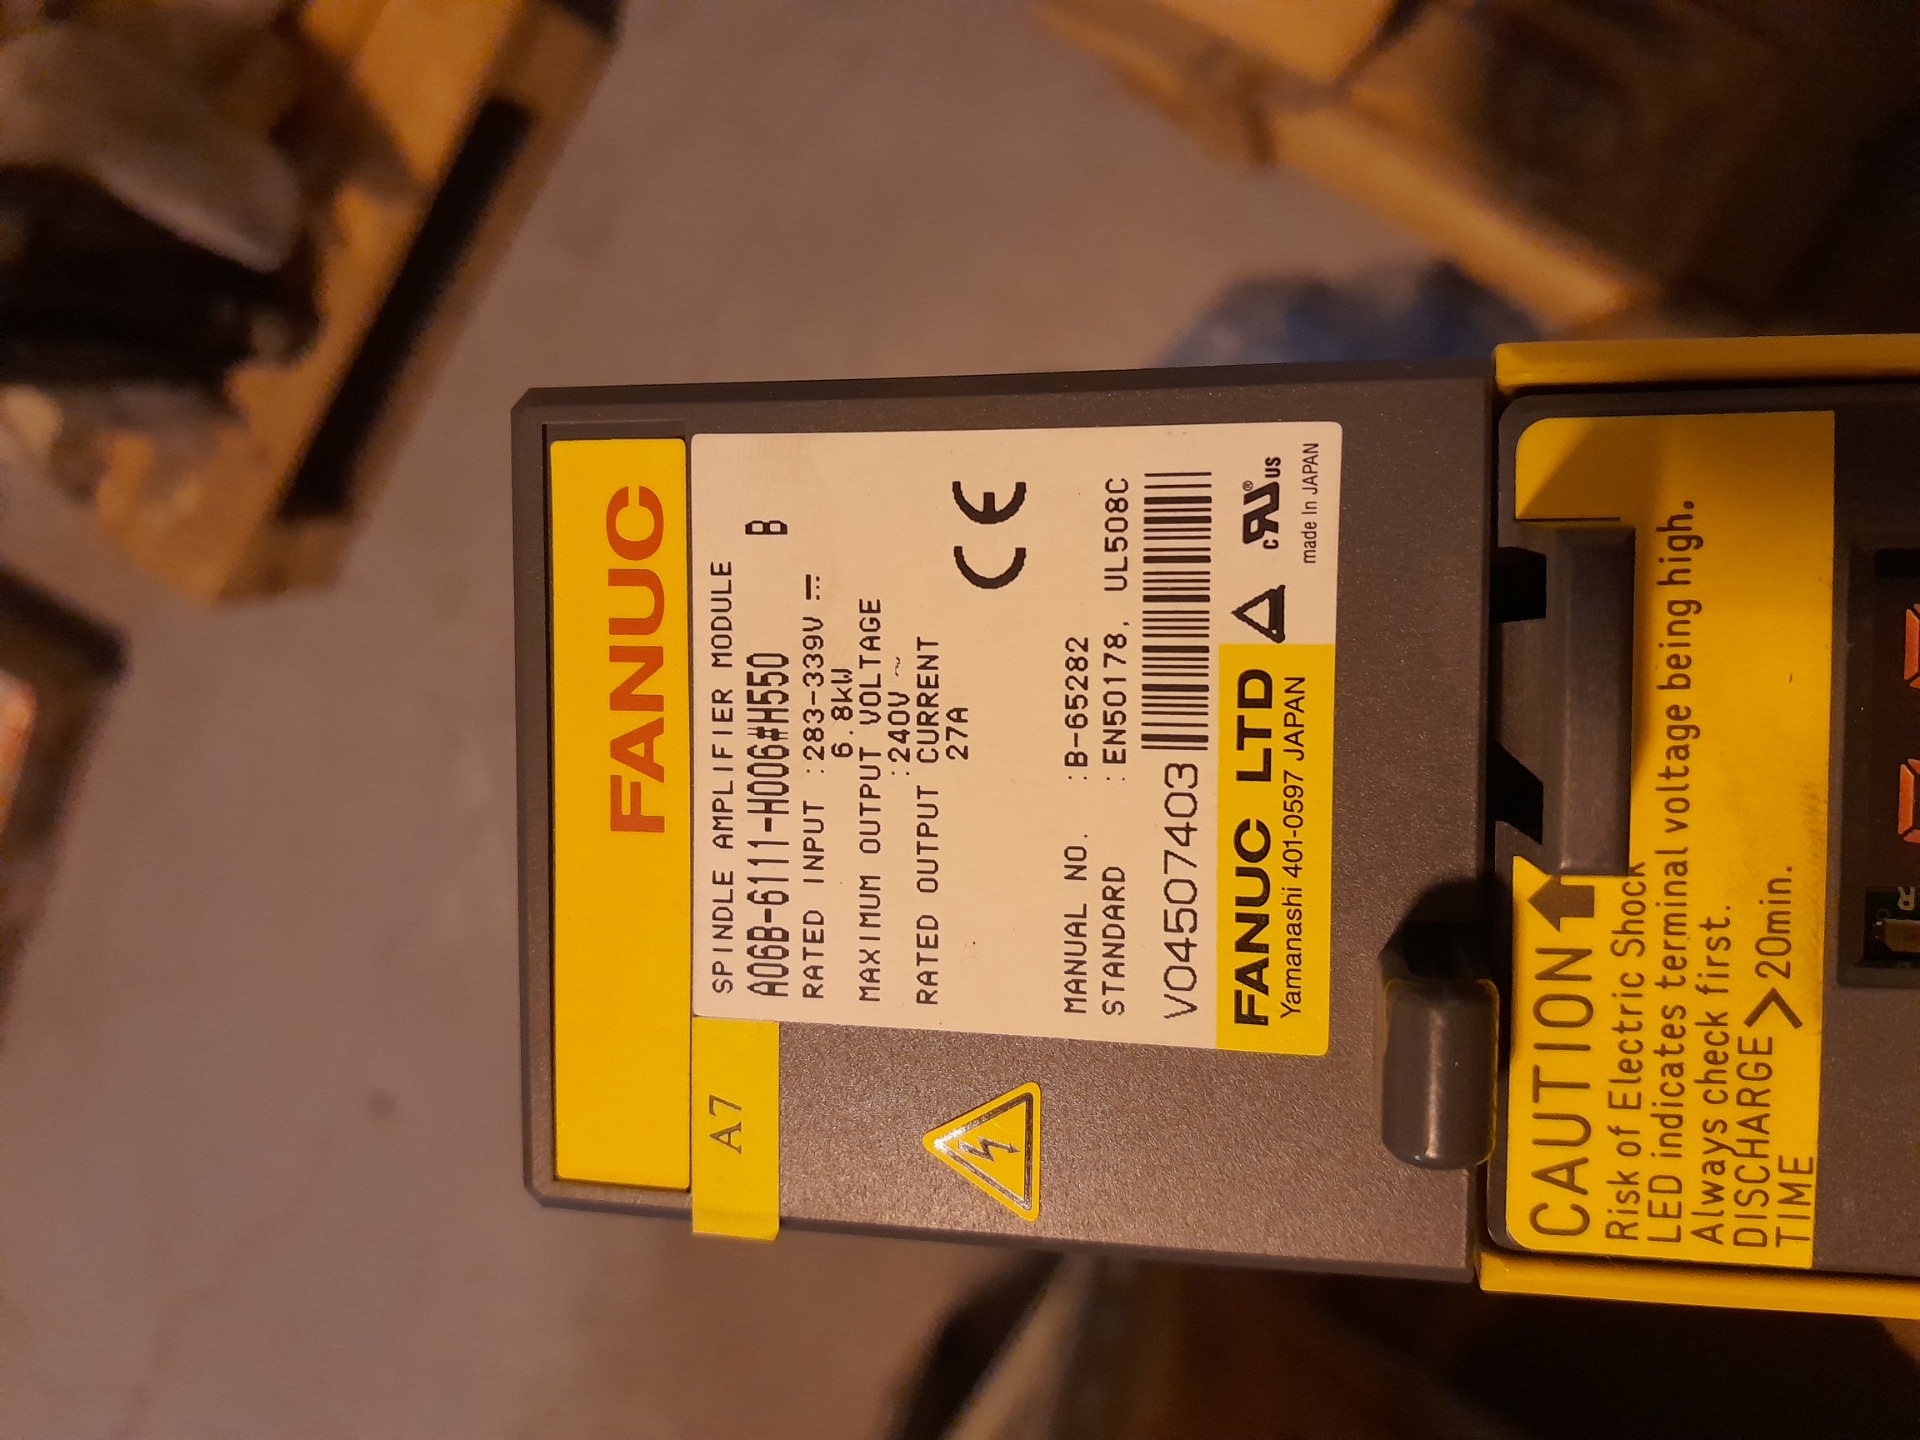 FANUC
SPINDLE AMPLIFIER MODULE
A06B-6111-H006#H550 B
RATED INPUT :283-339V
6.8kW
MAXIMUM OUTPUT VOLTAGE
:240V ~
RATED OUTPUT CURRENT
27A
CE
MANUAL NO. :B-65282
STANDARD :EN50178, UL508C
V04507403
FANUC LTD
Yamanashi 401-0597 JAPAN
c RU® US
made In JAPAN
A7
CAUTION
Risk of Electric Shock
LED indicates terminal voltage being high.
Always check first.
DISCHARGE > 20min.
TIME